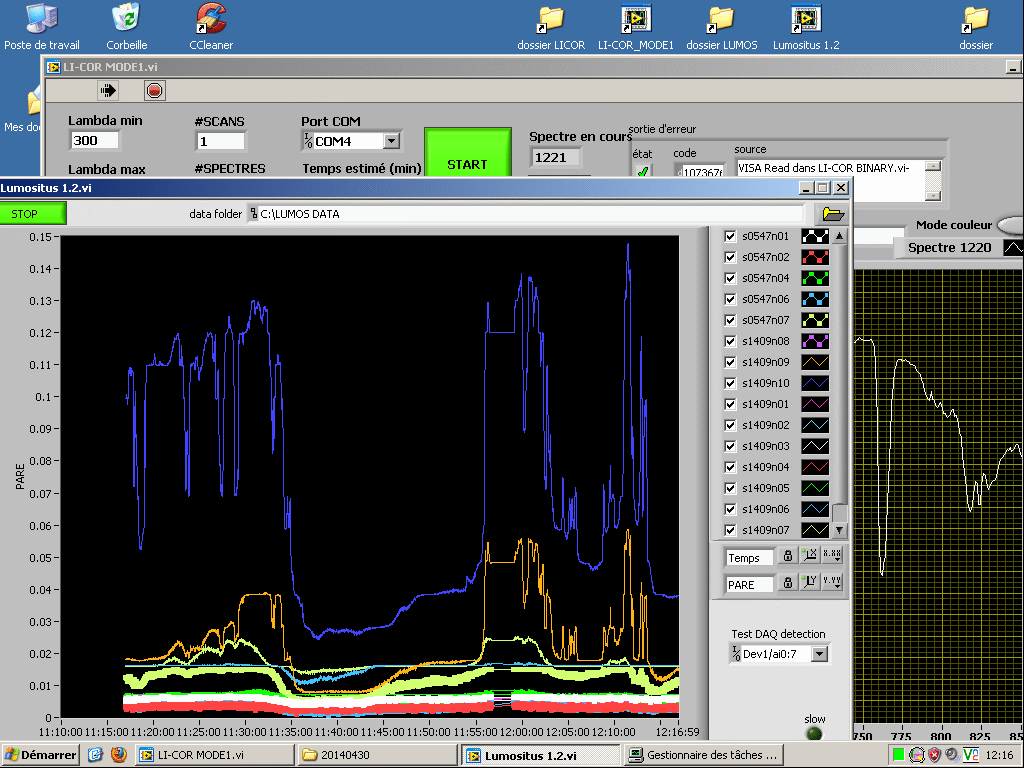 Poste de travail
Corbeille
CCleaner
dossier LICOR
LI-COR_MODE1
dossier LUMOS
Lumositus 1.2
dossier
Mes do
LI-COR MODE1.vi
Lambda min
#SCANS
Port COM
300
1
COM4
START
Spectre en cours
1221
sortie d'erreur
état
code
source
107367
VISA Read dans LI-COR BINARY.vi-
Lambda max
#SPECTRES
Temps estimé (min)
Lumositus 1.2.vi
STOP
data folder
C:\LUMOS DATA
Mode couleur
Spectre 1220
0.15
0.14
0.13
0.12
0.11
0.1
0.09
0.08
0.07
0.06
0.05
0.04
0.03
0.02
0.01
0
PARE
11:10:00
11:15:00
11:20:00
11:25:00
11:30:00
11:35:00
11:40:00
11:45:00
11:50:00
11:55:00
12:00:00
12:05:00
12:10:00
12:16:59
s0547n01
s0547n02
s0547n04
s0547n06
s0547n07
s1409n08
s1409n09
s1409n10
s1409n01
s1409n02
s1409n03
s1409n04
s1409n05
s1409n06
s1409n07
Temps
PARE
Test DAQ detection
Dev1/ai0:7
slow
750
775
800
825
85
Démarrer
LI-COR MODE1.vi
20140430
Lumositus 1.2.vi
Gestionnaire des tâches ...
12:16